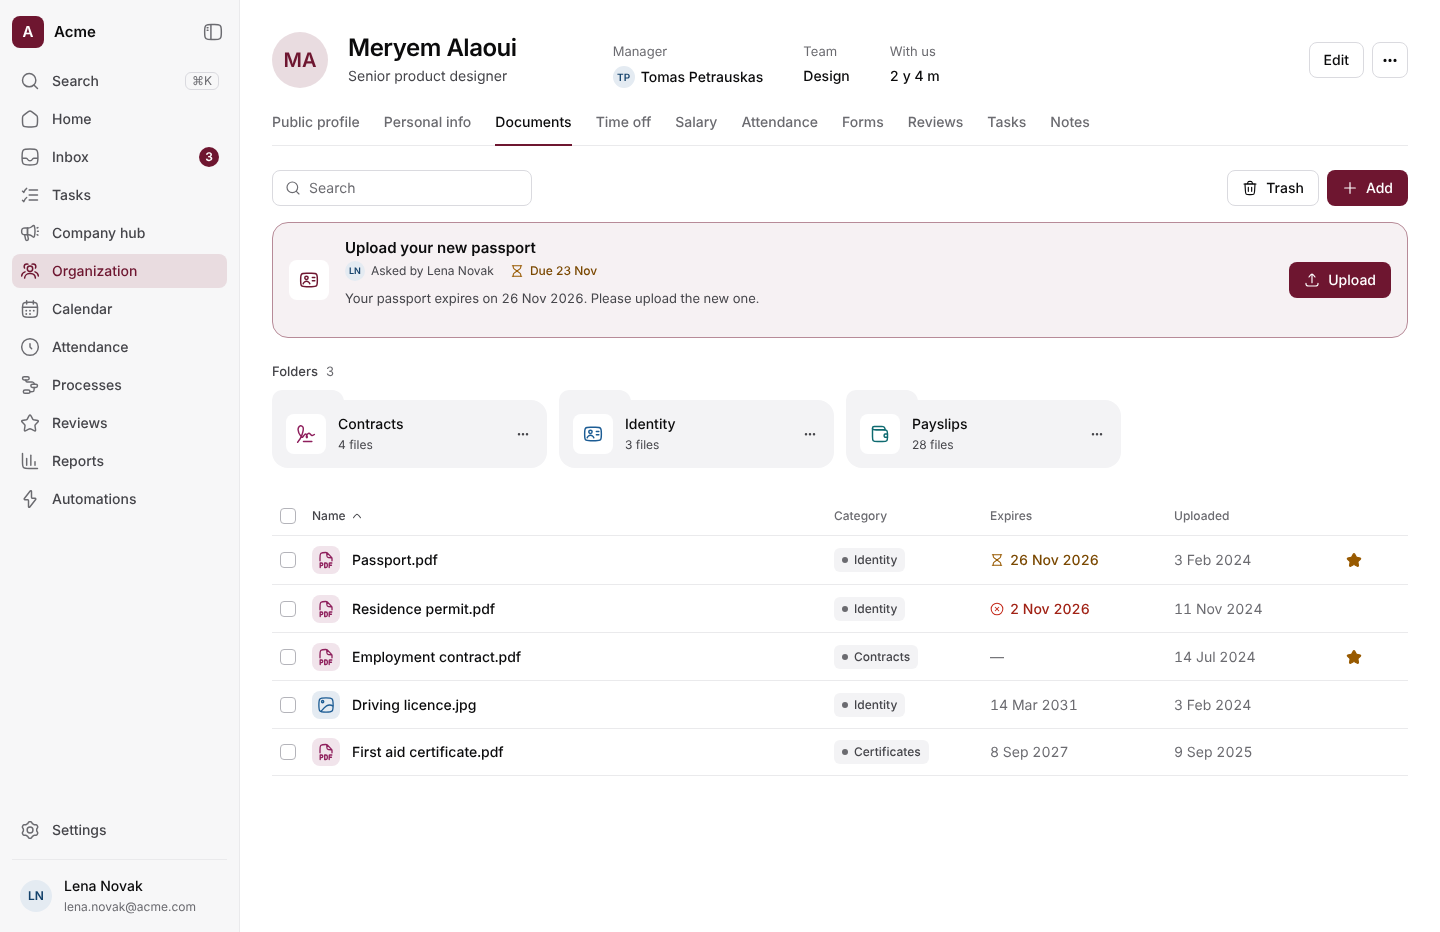 A Acme
Search ⌘K
Home
Inbox 3
Tasks
Company hub
Organization
Calendar
Attendance
Processes
Reviews
Reports
Automations
Settings
LN Lena Novak
lena.novak@acme.com
MA Meryem Alaoui
Senior product designer
Manager
TP Tomas Petrauskas
Team
Design
With us
2 y 4 m
Edit
Public profile Personal info Documents Time off Salary Attendance Forms Reviews Tasks Notes
Search
Trash
Add
Upload your new passport
LN Asked by Lena Novak Due 23 Nov
Your passport expires on 26 Nov 2026. Please upload the new one.
Upload
Folders 3
Contracts
4 files
Identity
3 files
Payslips
28 files
Name Category Expires Uploaded
PDF Passport.pdf Identity 26 Nov 2026 3 Feb 2024
PDF Residence permit.pdf Identity 2 Nov 2026 11 Nov 2024
PDF Employment contract.pdf Contracts — 14 Jul 2024
Driving licence.jpg Identity 14 Mar 2031 3 Feb 2024
PDF First aid certificate.pdf Certificates 8 Sep 2027 9 Sep 2025